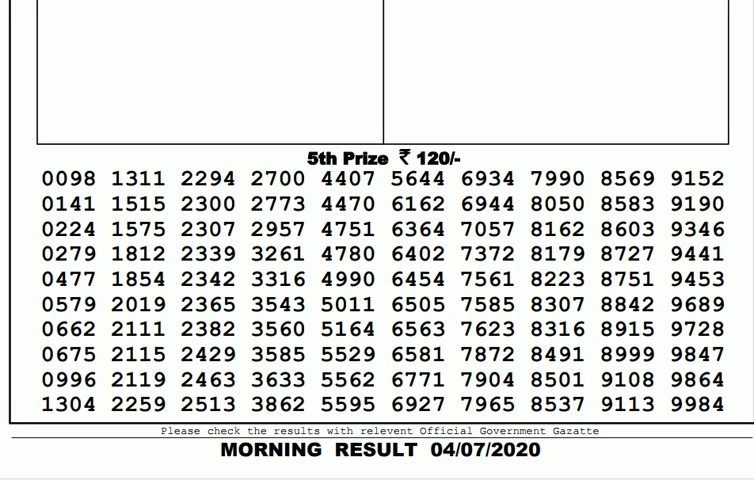 5th Prize ₹ 120/-
0098 1311 2294 2700 4407 5644 6934 7990 8569 9152
0141 1515 2300 2773 4470 6162 6944 8050 8583 9190
0224 1575 2307 2957 4751 6364 7057 8162 8603 9346
0279 1812 2339 3261 4780 6402 7372 8179 8727 9441
0477 1854 2342 3316 4990 6454 7561 8223 8751 9453
0579 2019 2365 3543 5011 6505 7585 8307 8842 9689
0662 2111 2382 3560 5164 6563 7623 8316 8915 9728
0675 2115 2429 3585 5529 6581 7872 8491 8999 9847
0996 2119 2463 3633 5562 6771 7904 8501 9108 9864
1304 2259 2513 3862 5595 6927 7965 8537 9113 9984
Please check the results with relevent Official Government Gazatte
MORNING RESULT 04/07/2020